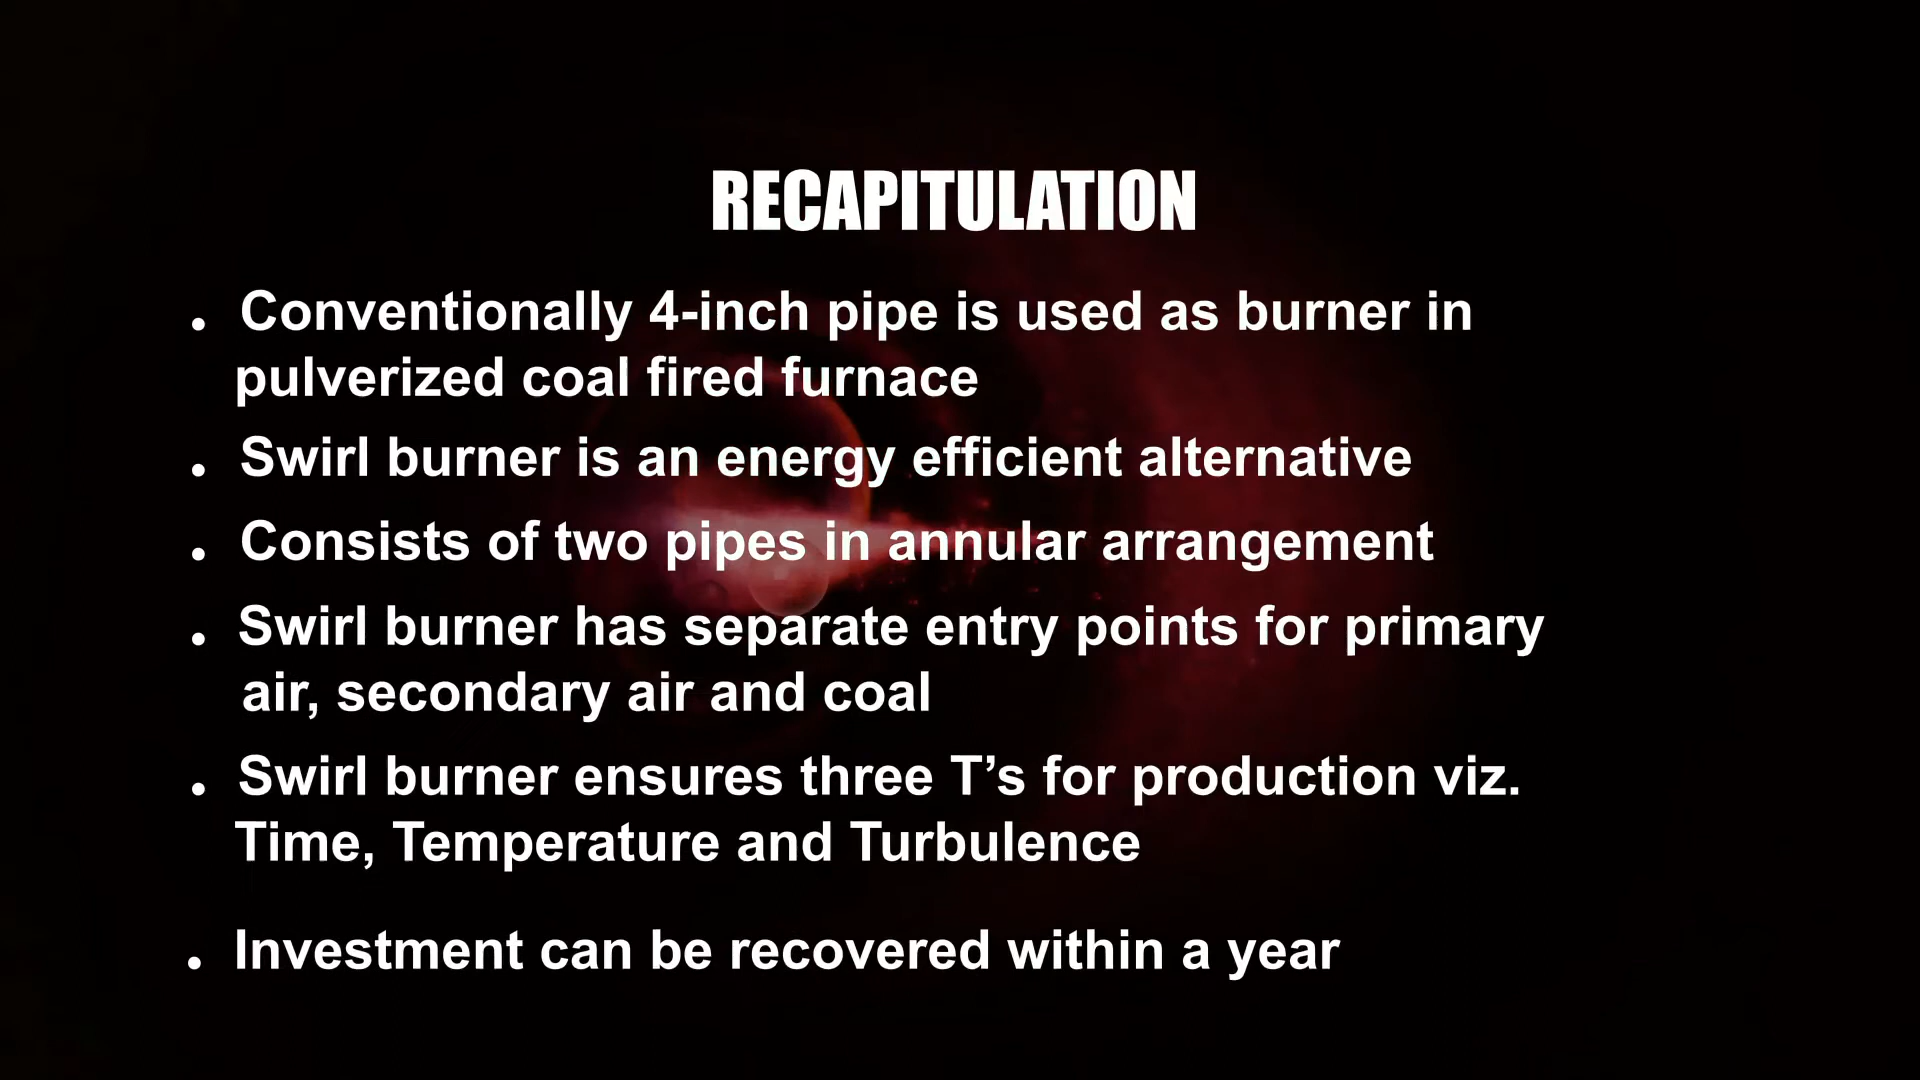 RECAPITULATION
. Conventionally 4-inch pipe is used as burner in
pulverized coal fired furnace
. Swirl burner is an energy efficient alternative
. Consists of two pipes in annular arrangement
. Swirl burner has separate entry points for primary
air, secondary air and coal
. Swirl burner ensures three T’s for production viz.
Time, Temperature and Turbulence
. Investment can be recovered within a year